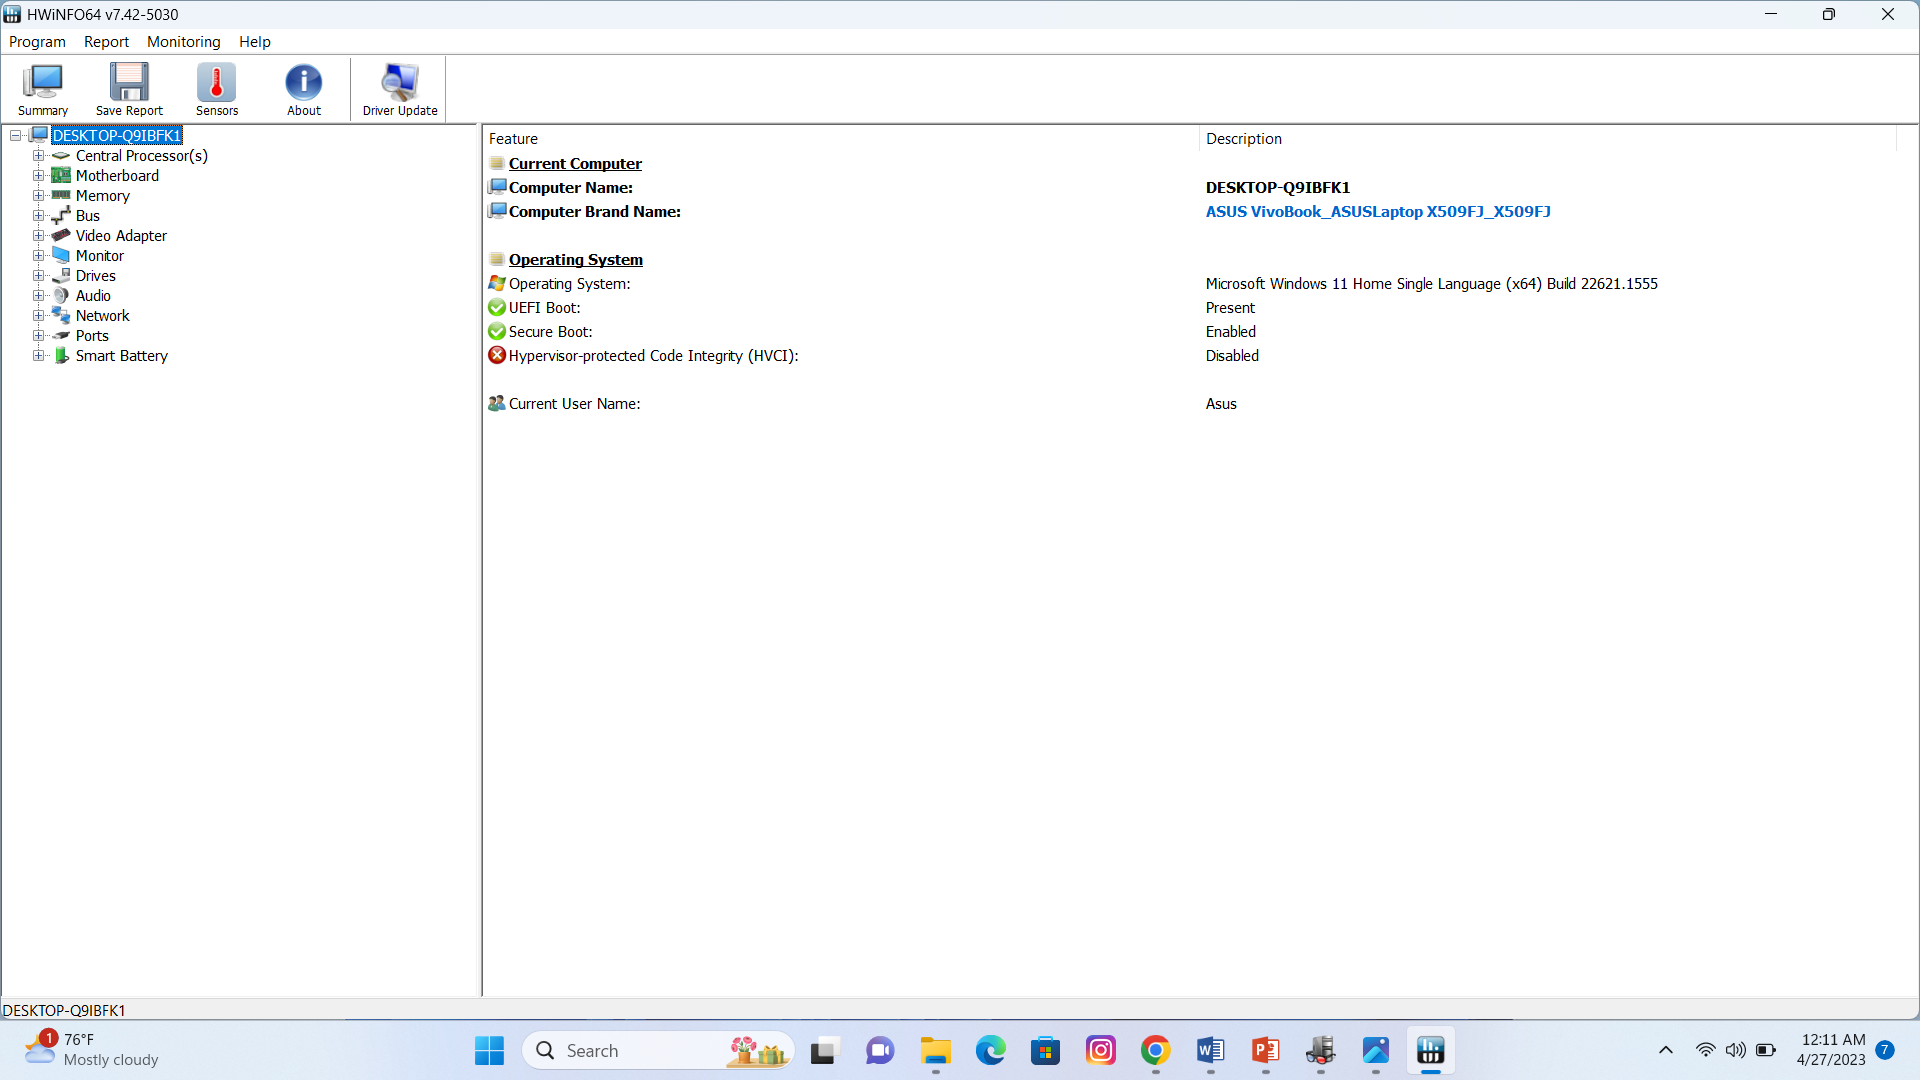 HWiNFO64 v7.42-5030
Program Report Monitoring Help
Summary Save Report Sensors About Driver Update
DESKTOP-Q9IBFK1
Central Processor(s)
Motherboard
Memory
Bus
Video Adapter
Monitor
Drives
Audio
Network
Ports
Smart Battery
Feature Description
Current Computer
Computer Name: DESKTOP-Q9IBFK1
Computer Brand Name: ASUS VivoBook_ASUSLaptop X509FJ_X509FJ
Operating System
Operating System: Microsoft Windows 11 Home Single Language (x64) Build 22621.1555
UEFI Boot: Present
Secure Boot: Enabled
Hypervisor-protected Code Integrity (HVCI): Disabled
Current User Name: Asus
DESKTOP-Q9IBFK1
1
76°F
Mostly cloudy
Search
12:11 AM
4/27/2023
7